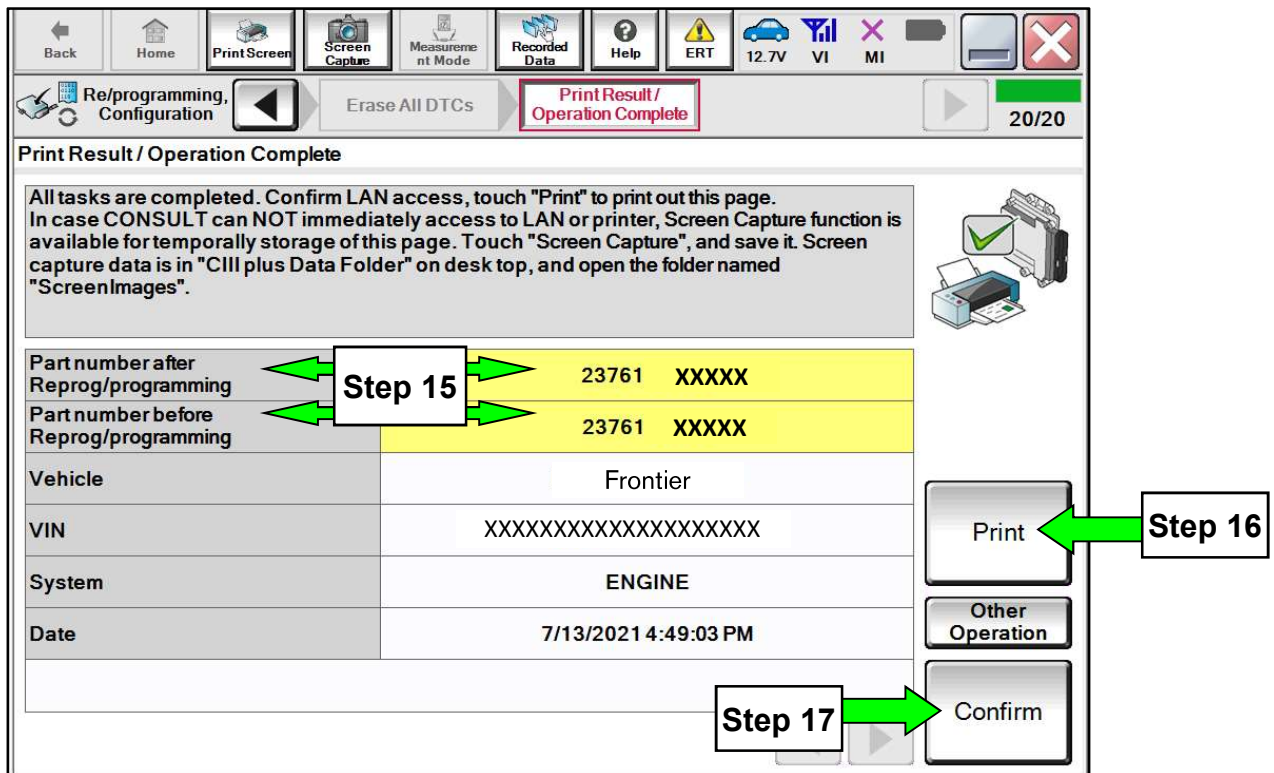 Back
Home
Print Screen
Screen
Capture
Measureme
nt Mode
Recorded
Data
Help
ERT
12.7V
VI
MI
Re/programming,
Configuration
Erase All DTCs
Print Result /
Operation Complete
20/20
Print Result / Operation Complete
All tasks are completed. Confirm LAN access, touch "Print" to print out this page.
In case CONSULT can NOT immediately access to LAN or printer, Screen Capture function is
available for temporally storage of this page. Touch "Screen Capture", and save it. Screen
capture data is in "CIII plus Data Folder" on desk top, and open the folder named
"ScreenImages".
Part number after
Reprog/programming
Step 15
23761 XXXXX
Part number before
Reprog/programming
23761 XXXXX
Vehicle
Frontier
VIN
XXXXXXXXXXXXXXXXXXXX
System
ENGINE
Date
7/13/2021 4:49:03 PM
Print
Step 16
Other
Operation
Step 17
Confirm